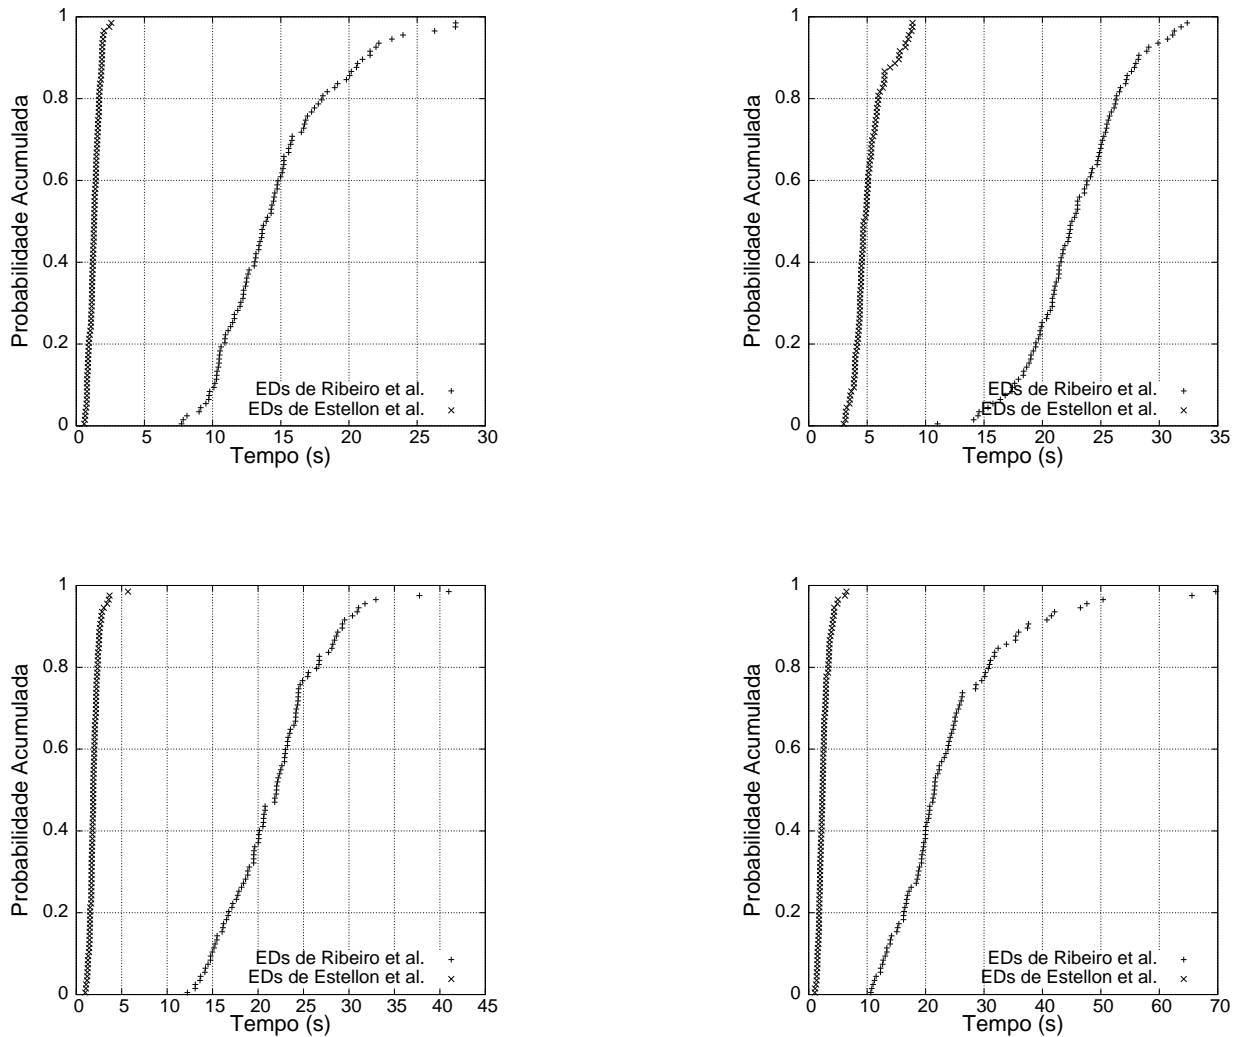 1
0.8
0.6
0.4
0.2
0
Probabilidade Acumulada
EDs de Ribeiro et al.
EDs de Estellon et al.
0 5 10 15 20 25 30
Tempo (s)
1
0.8
0.6
0.4
0.2
0
Probabilidade Acumulada
EDs de Ribeiro et al.
EDs de Estellon et al.
0 5 10 15 20 25 30 35
Tempo (s)
1
0.8
0.6
0.4
0.2
0
Probabilidade Acumulada
EDs de Ribeiro et al.
EDs de Estellon et al.
0 5 10 15 20 25 30 35 40 45
Tempo (s)
1
0.8
0.6
0.4
0.2
0
Probabilidade Acumulada
EDs de Ribeiro et al.
EDs de Estellon et al.
0 10 20 30 40 50 60 70
Tempo (s)